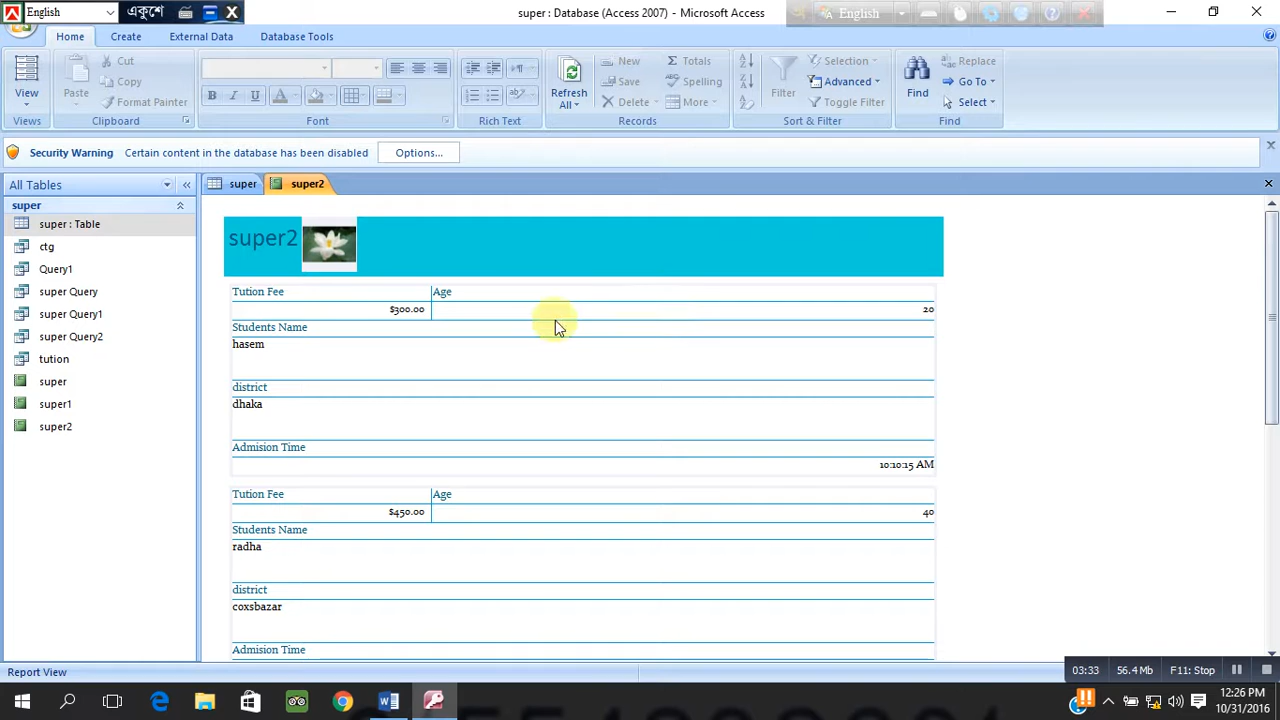 English একুশে
super : Database (Access 2007) - Microsoft Access
English
Home Create External Data Database Tools
View
Views
Paste
Cut
Copy
Format Painter
Clipboard
B I U A
Font
Rich Text
Refresh All
New
Save
Delete
Totals
Spelling
More
Records
Filter
Selection
Advanced
Toggle Filter
Sort & Filter
Find
Replace
Go To
Select
Find
Security Warning Certain content in the database has been disabled Options...
All Tables
super
super : Table
ctg
Query1
super Query
super Query1
super Query2
tution
super
super1
super2
super super2
super2
Tution Fee Age
$300.00 20
Students Name
hasem
district
dhaka
Admision Time
10:10:15 AM
Tution Fee Age
$450.00 40
Students Name
radha
district
coxsbazar
Admision Time
Report View
03:33 56.4 Mb F11: Stop
12:26 PM
10/31/2016